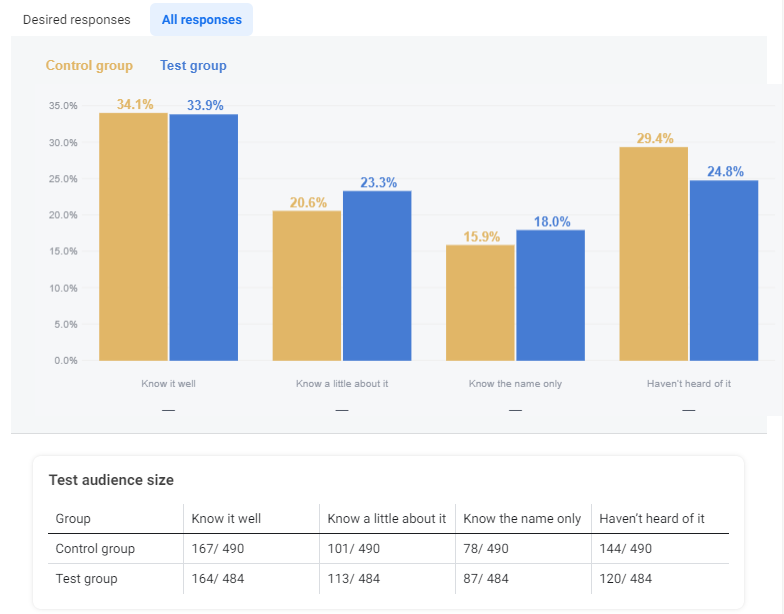 Desired responses All responses
Control group Test group
35.0%
30.0%
25.0%
20.0%
15.0%
10.0%
5.0%
0.0%
34.1% 33.9%
20.6% 23.3%
15.9% 18.0%
29.4% 24.8%
Know it well Know a little about it Know the name only Haven't heard of it
— — — —
Test audience size
Group Know it well Know a little about it Know the name only Haven't heard of it
Control group 167/ 490 101/ 490 78/ 490 144/ 490
Test group 164/ 484 113/ 484 87/ 484 120/ 484